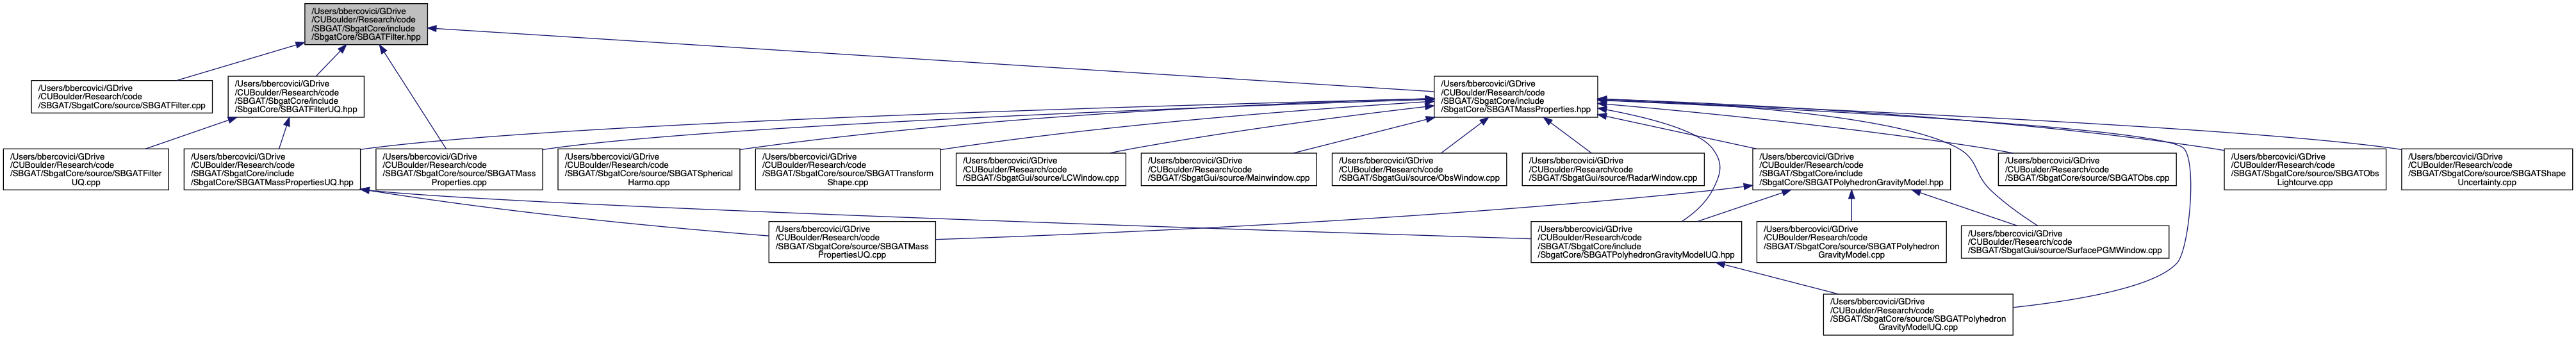 /Users/bbercovici/GDrive
/CUBoulder/Research/code
/SBGAT/SbgatCore/include
/SbgatCore/SBGATFilter.hpp
/Users/bbercovici/GDrive
/CUBoulder/Research/code
/SBGAT/SbgatCore/source/SBGATFilter.cpp
/Users/bbercovici/GDrive
/CUBoulder/Research/code
/SBGAT/SbgatCore/include
/SbgatCore/SBGATFilterUQ.hpp
/Users/bbercovici/GDrive
/CUBoulder/Research/code
/SBGAT/SbgatCore/include
/SbgatCore/SBGATMassProperties.hpp
/Users/bbercovici/GDrive
/CUBoulder/Research/code
/SBGAT/SbgatCore/source/SBGATFilter
UQ.cpp
/Users/bbercovici/GDrive
/CUBoulder/Research/code
/SBGAT/SbgatCore/include
/SbgatCore/SBGATMassPropertiesUQ.hpp
/Users/bbercovici/GDrive
/CUBoulder/Research/code
/SBGAT/SbgatCore/source/SBGATMass
Properties.cpp
/Users/bbercovici/GDrive
/CUBoulder/Research/code
/SBGAT/SbgatCore/source/SBGATSpherical
Harmo.cpp
/Users/bbercovici/GDrive
/CUBoulder/Research/code
/SBGAT/SbgatCore/source/SBGATTransform
Shape.cpp
/Users/bbercovici/GDrive
/CUBoulder/Research/code
/SBGAT/SbgatGui/source/LCWindow.cpp
/Users/bbercovici/GDrive
/CUBoulder/Research/code
/SBGAT/SbgatGui/source/Mainwindow.cpp
/Users/bbercovici/GDrive
/CUBoulder/Research/code
/SBGAT/SbgatGui/source/ObsWindow.cpp
/Users/bbercovici/GDrive
/CUBoulder/Research/code
/SBGAT/SbgatGui/source/RadarWindow.cpp
/Users/bbercovici/GDrive
/CUBoulder/Research/code
/SBGAT/SbgatCore/include
/SbgatCore/SBGATPolyhedronGravityModel.hpp
/Users/bbercovici/GDrive
/CUBoulder/Research/code
/SBGAT/SbgatCore/source/SBGATObs.cpp
/Users/bbercovici/GDrive
/CUBoulder/Research/code
/SBGAT/SbgatCore/source/SBGATObs
Lightcurve.cpp
/Users/bbercovici/GDrive
/CUBoulder/Research/code
/SBGAT/SbgatCore/source/SBGATShape
Uncertainty.cpp
/Users/bbercovici/GDrive
/CUBoulder/Research/code
/SBGAT/SbgatCore/source/SBGATMass
PropertiesUQ.cpp
/Users/bbercovici/GDrive
/CUBoulder/Research/code
/SBGAT/SbgatCore/include
/SbgatCore/SBGATPolyhedronGravityModelUQ.hpp
/Users/bbercovici/GDrive
/CUBoulder/Research/code
/SBGAT/SbgatCore/source/SBGATPolyhedron
GravityModel.cpp
/Users/bbercovici/GDrive
/CUBoulder/Research/code
/SBGAT/SbgatGui/source/SurfacePGMWindow.cpp
/Users/bbercovici/GDrive
/CUBoulder/Research/code
/SBGAT/SbgatCore/source/SBGATPolyhedron
GravityModelUQ.cpp